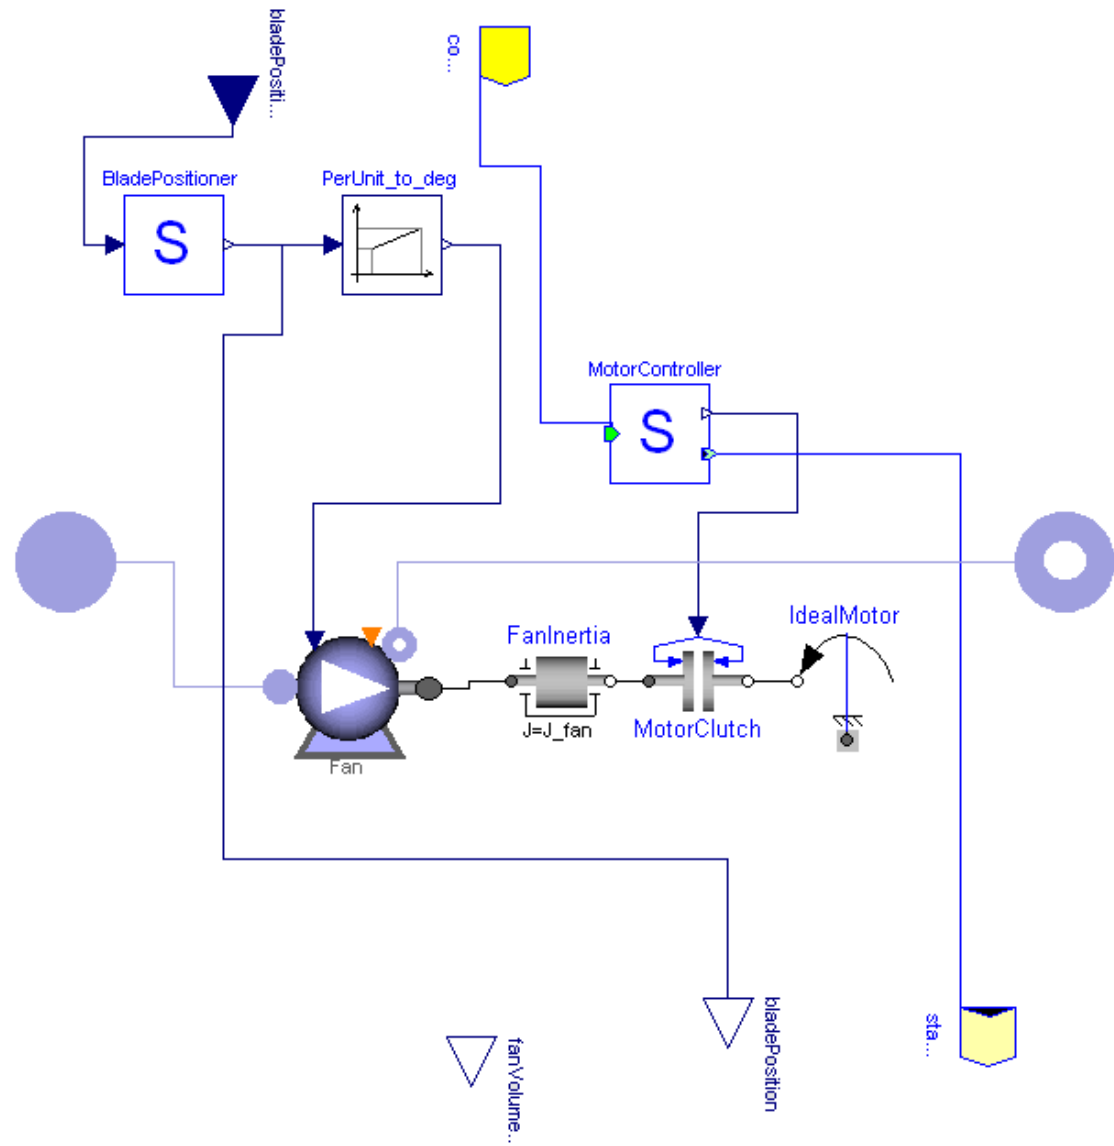 bladePositi...
co...
BladePositioner
S
PerUnit_to_deg
MotorController
S
FanInertia
J=J_fan
MotorClutch
IdealMotor
Fan
bladePosition
fanVolume...
sta...